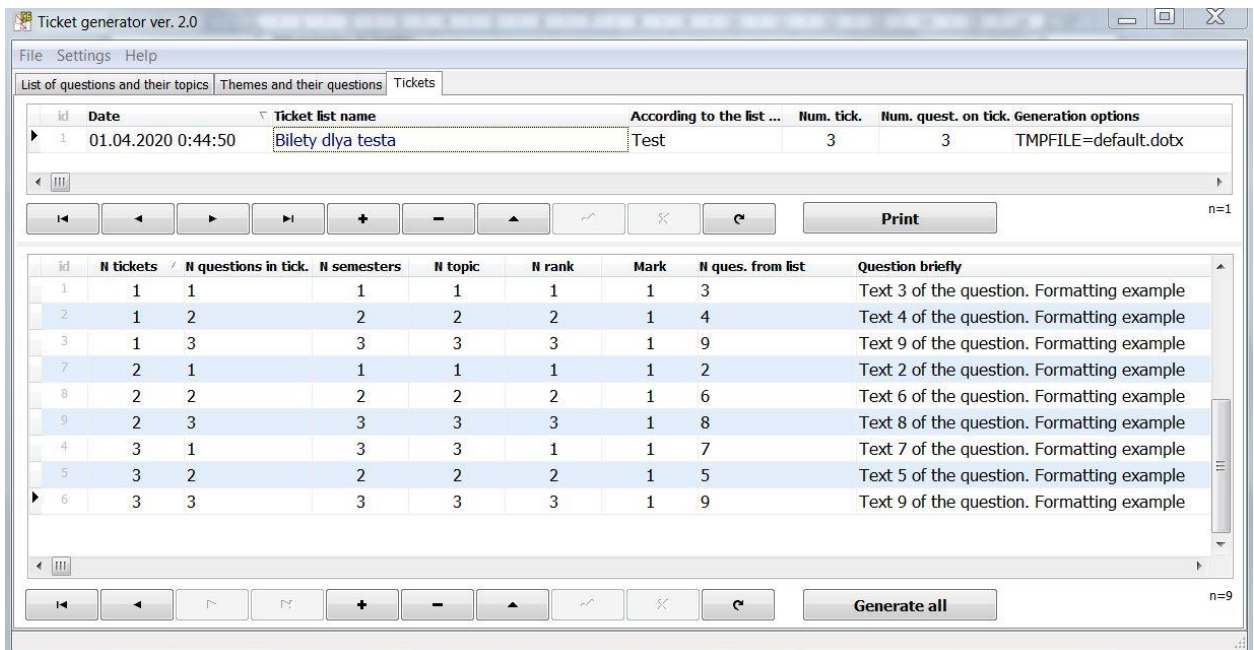 Ticket generator ver. 2.0
File Settings Help
List of questions and their topics Themes and their questions Tickets
id Date Ticket list name According to the list ... Num. tick. Num. quest. on tick. Generation options
1 01.04.2020 0:44:50 Bilety dlya testa Test 3 3 TMPFILE=default.dotx
Print n=1
id N tickets N questions in tick. N semesters N topic N rank Mark N ques. from list Question briefly
1 1 1 1 1 1 1 3 Text 3 of the question. Formatting example
2 1 2 2 2 2 1 4 Text 4 of the question. Formatting example
3 1 3 3 3 3 1 9 Text 9 of the question. Formatting example
7 2 1 1 1 1 1 2 Text 2 of the question. Formatting example
8 2 2 2 2 2 1 6 Text 6 of the question. Formatting example
9 2 3 3 3 3 1 8 Text 8 of the question. Formatting example
4 3 1 3 3 1 1 7 Text 7 of the question. Formatting example
5 3 2 2 2 2 1 5 Text 5 of the question. Formatting example
6 3 3 3 3 3 1 9 Text 9 of the question. Formatting example
Generate all n=9